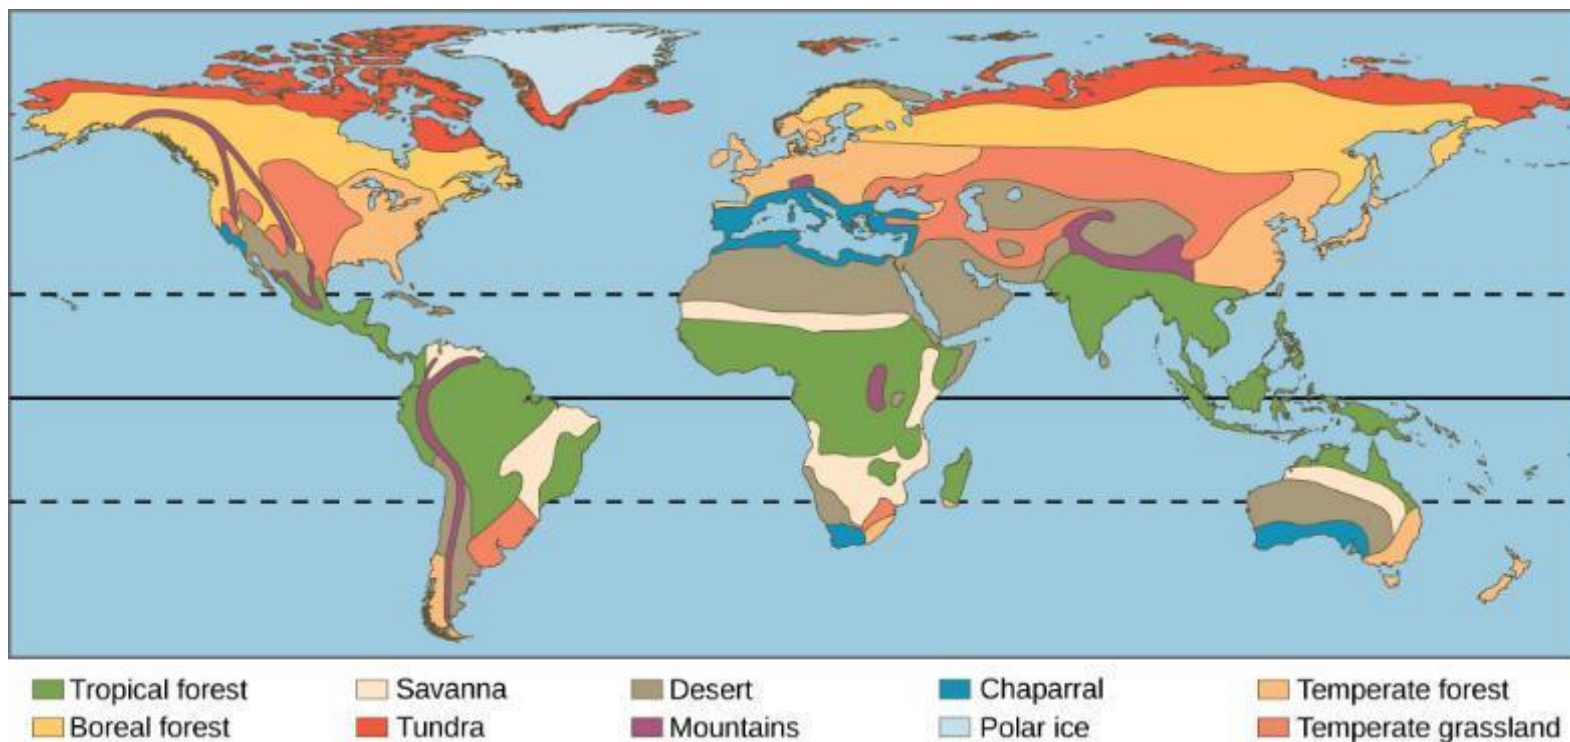 Tropical forest Savanna Desert Chaparral Temperate forest
Boreal forest Tundra Mountains Polar ice Temperate grassland